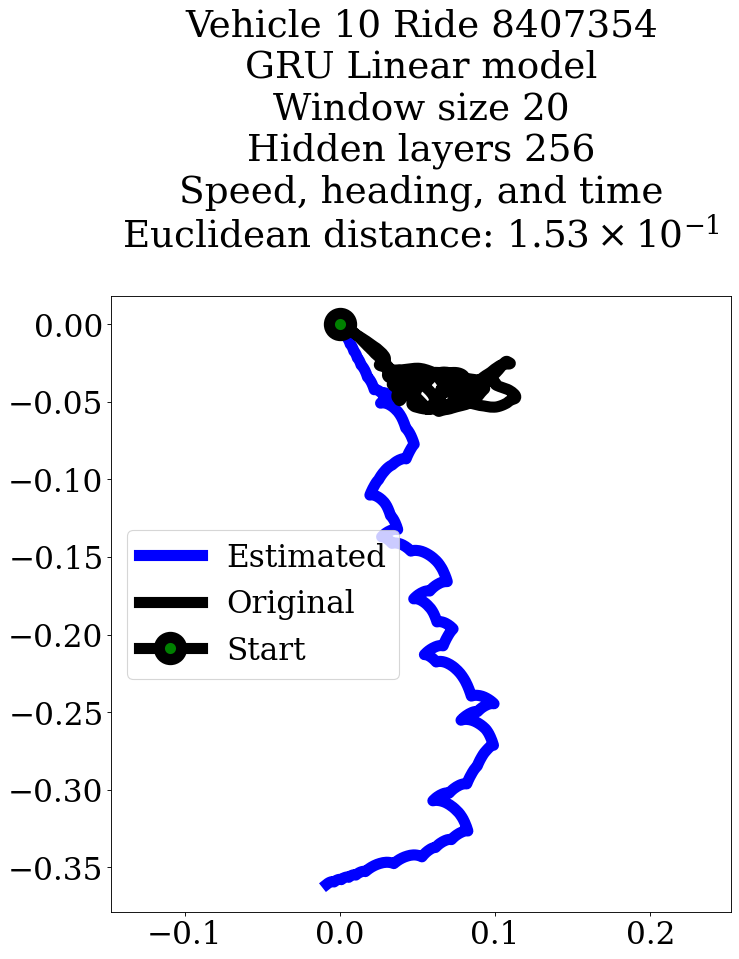 Vehicle 10 Ride 8407354
GRU Linear model
Window size 20
Hidden layers 256
Speed, heading, and time
Euclidean distance: 1.53 × 10⁻¹
0.00
−0.05
−0.10
−0.15
−0.20
−0.25
−0.30
−0.35
Estimated
Original
Start
−0.1
0.0
0.1
0.2